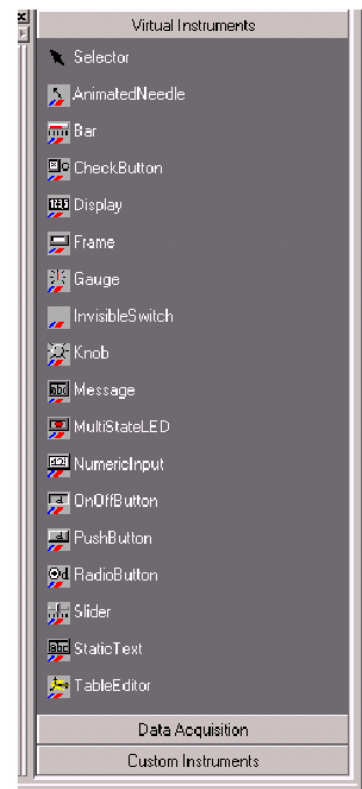 Virtual Instruments
Selector
AnimatedNeedle
Bar
CheckButton
Display
Frame
Gauge
InvisibleSwitch
Knob
Message
MultiStateLED
NumericInput
OnOffButton
PushButton
RadioButton
Slider
StaticText
TableEditor
Data Acquisition
Custom Instruments